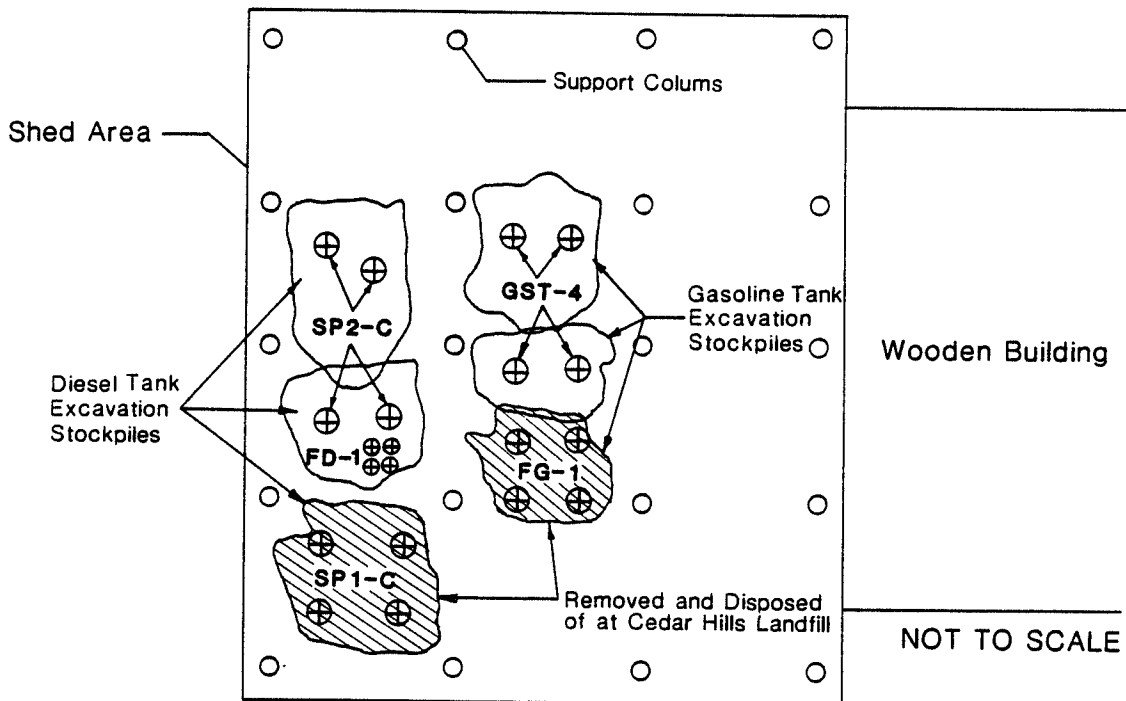 Support Colums
Shed Area
GST-4
Gasoline Tank
Excavation
Stockpiles
SP2-C
Wooden Building
Diesel Tank
Excavation
Stockpiles
FD-1
FG-1
SP1-C
Removed and Disposed
of at Cedar Hills Landfill
NOT TO SCALE